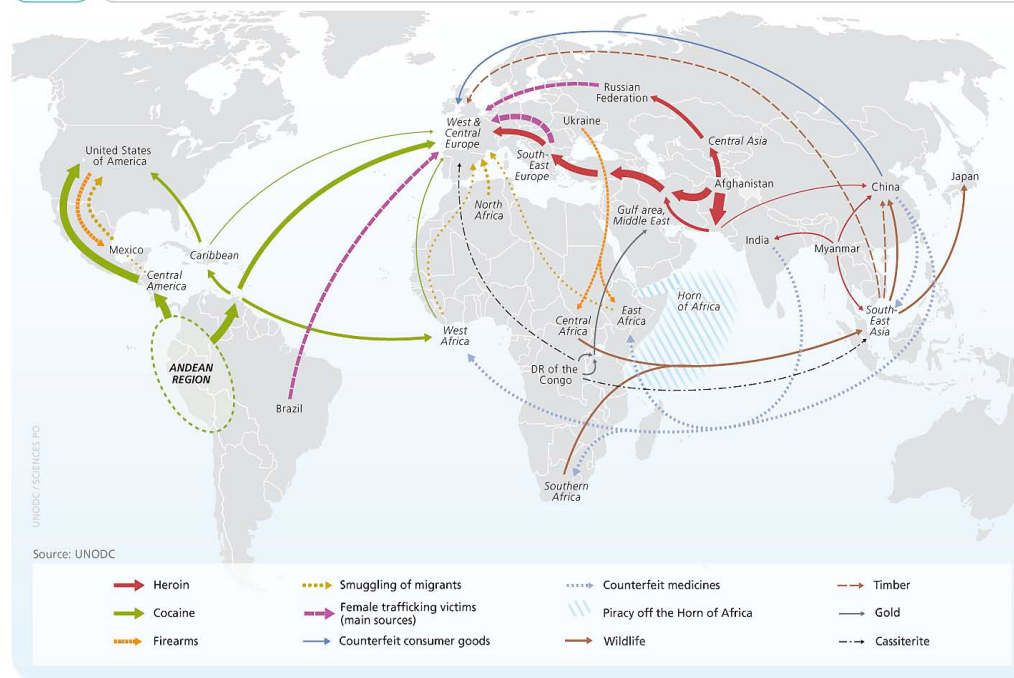 Russian
Federation
West &
Central
Europe
Ukraine
Central Asia
United States
of America
South-
East
Europe
Afghanistan
China
Japan
North
Africa
Gulf area,
Middle East
India
Myanmar
Mexico
Caribbean
Central
America
Horn
of Africa
East
Africa
Central
Africa
West
Africa
South-
East
Asia
ANDEAN
REGION
DR of the
Congo
Brazil
Southern
Africa
UNODC / SCIENCES PO
Source: UNODC
Heroin
Smuggling of migrants
Counterfeit medicines
Timber
Cocaine
Female trafficking victims
(main sources)
Piracy off the Horn of Africa
Gold
Firearms
Counterfeit consumer goods
Wildlife
Cassiterite